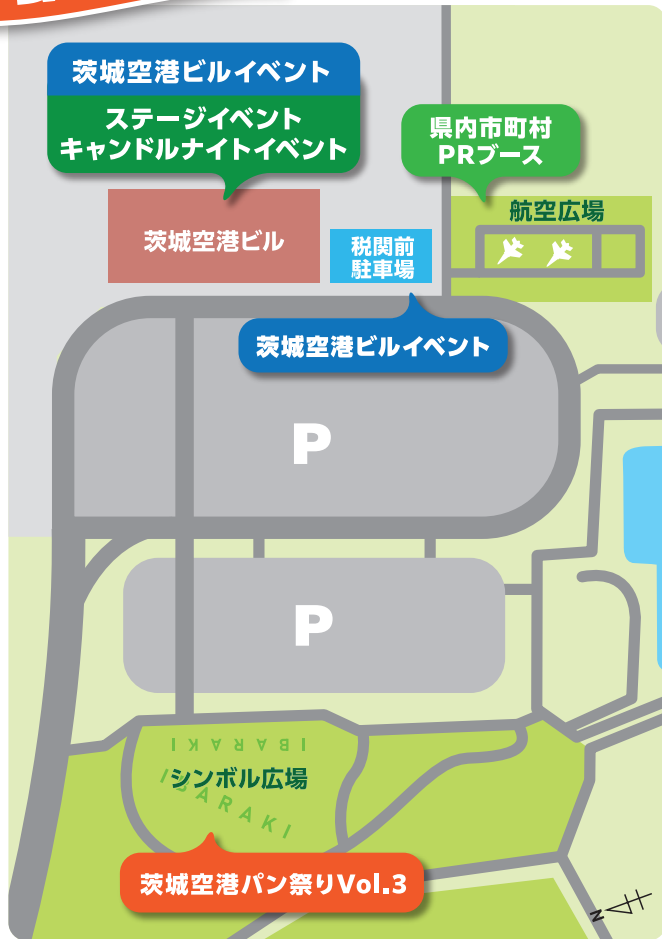 茨城空港ビルイベント
ステージイベント
キャンドルナイトイベント
県内市町村
PRブース
航空広場
茨城空港ビル
税関前
駐車場
茨城空港ビルイベント
P
P
IBARAKI
シンボル広場
IBARAKI
茨城空港パン祭りVol.3
N